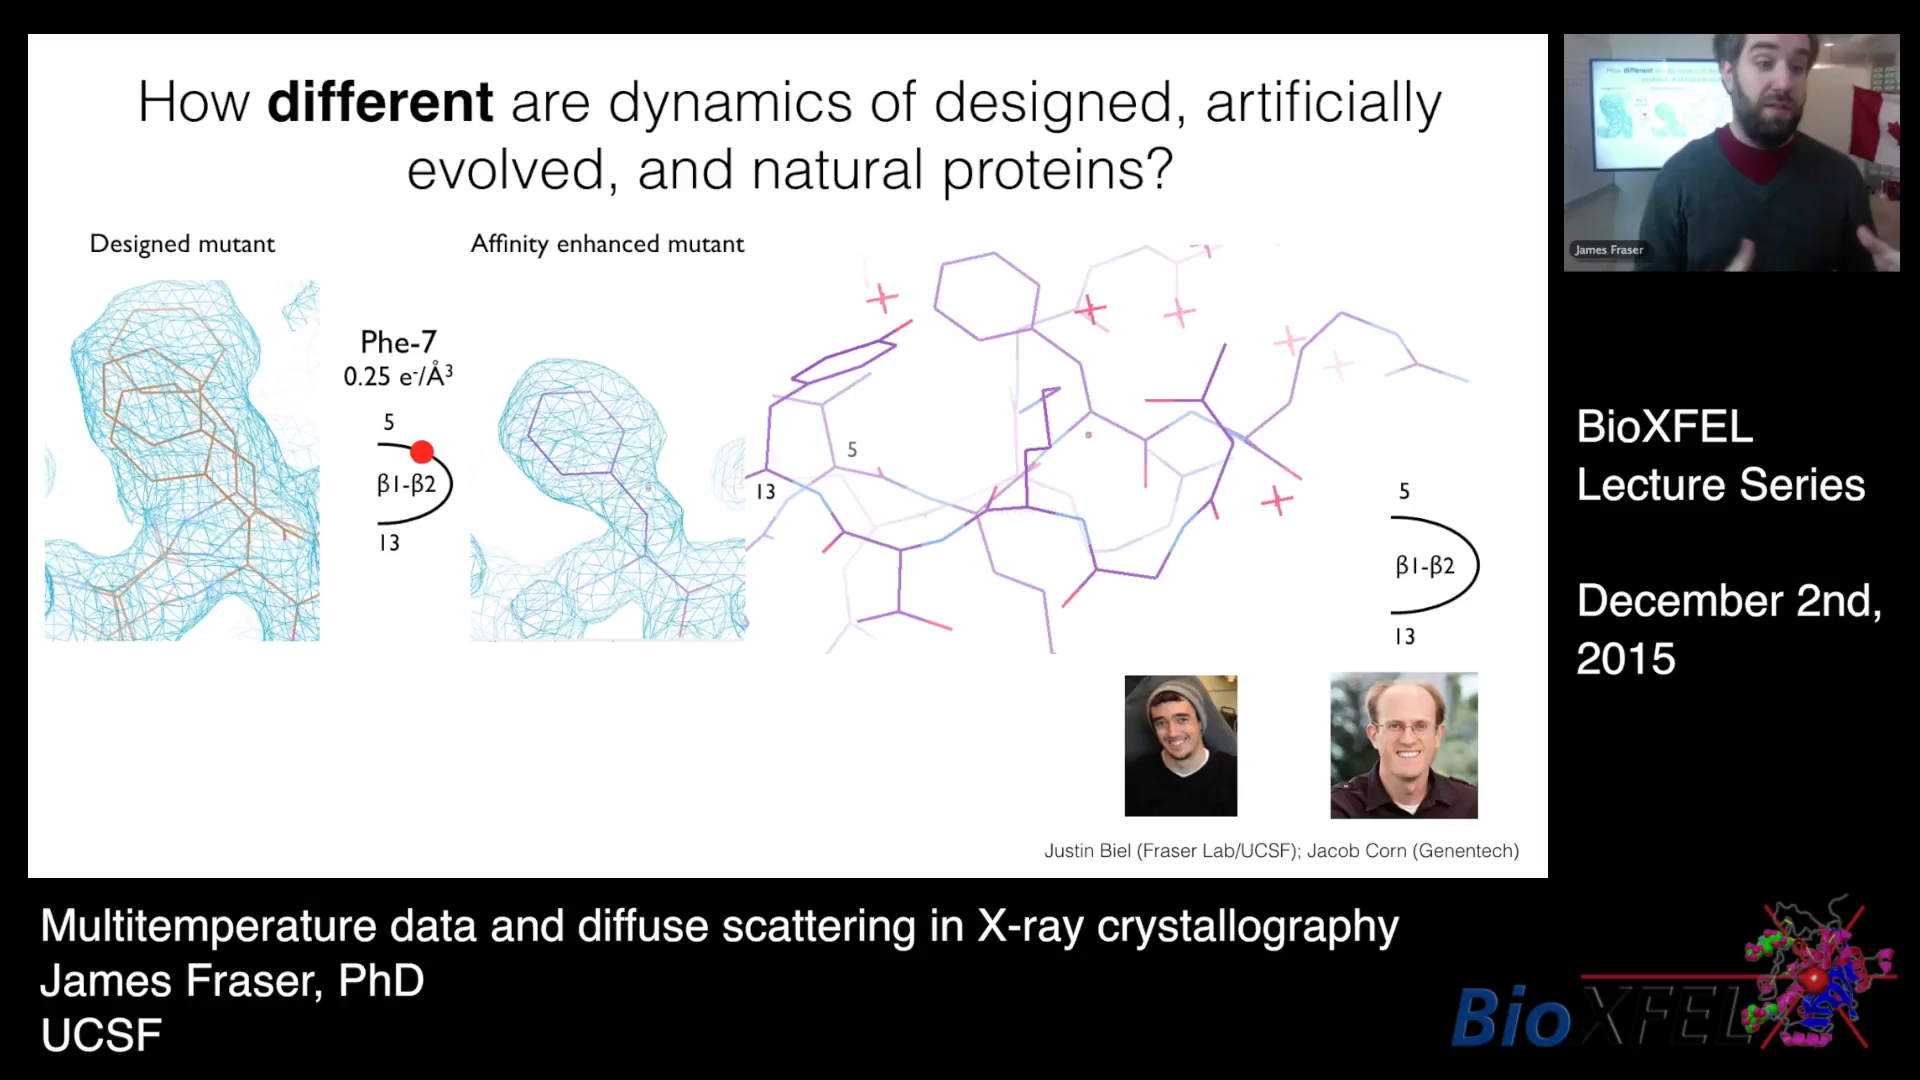 How different are dynamics of designed, artificially
evolved, and natural proteins?
Designed mutant
Affinity enhanced mutant
Phe-7
0.25 e⁻/Å³
5
β1-β2
13
5
13
5
β1-β2
13
Justin Biel (Fraser Lab/UCSF); Jacob Corn (Genentech)
James Fraser
BioXFEL
Lecture Series
December 2nd,
2015
Multitemperature data and diffuse scattering in X-ray crystallography
James Fraser, PhD
UCSF
BioXFEL